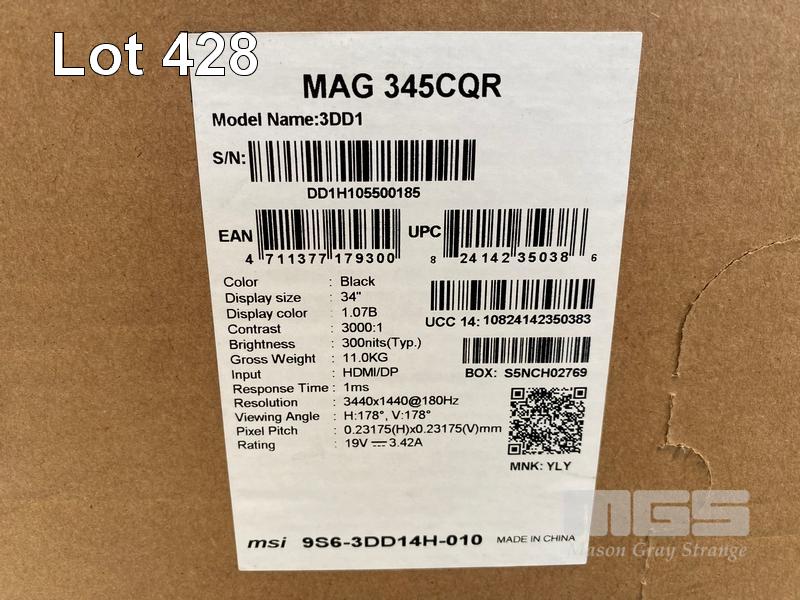 Lot 428
MAG 345CQR
Model Name:3DD1
S/N:
DD1H105500185
EAN
4 711377 179300
UPC
8 24142 35038 6
Color : Black
Display size : 34"
Display color : 1.07B
Contrast : 3000:1
Brightness : 300nits(Typ.)
Gross Weight : 11.0KG
Input : HDMI/DP
Response Time : 1ms
Resolution : 3440x1440@180Hz
Viewing Angle : H:178°, V:178°
Pixel Pitch : 0.23175(H)x0.23175(V)mm
Rating : 19V ⎓ 3.42A
UCC 14: 10824142350383
BOX: S5NCH02769
MNK: YLY
msi 9S6-3DD14H-010 MADE IN CHINA
MGS
Mason Gray Strange